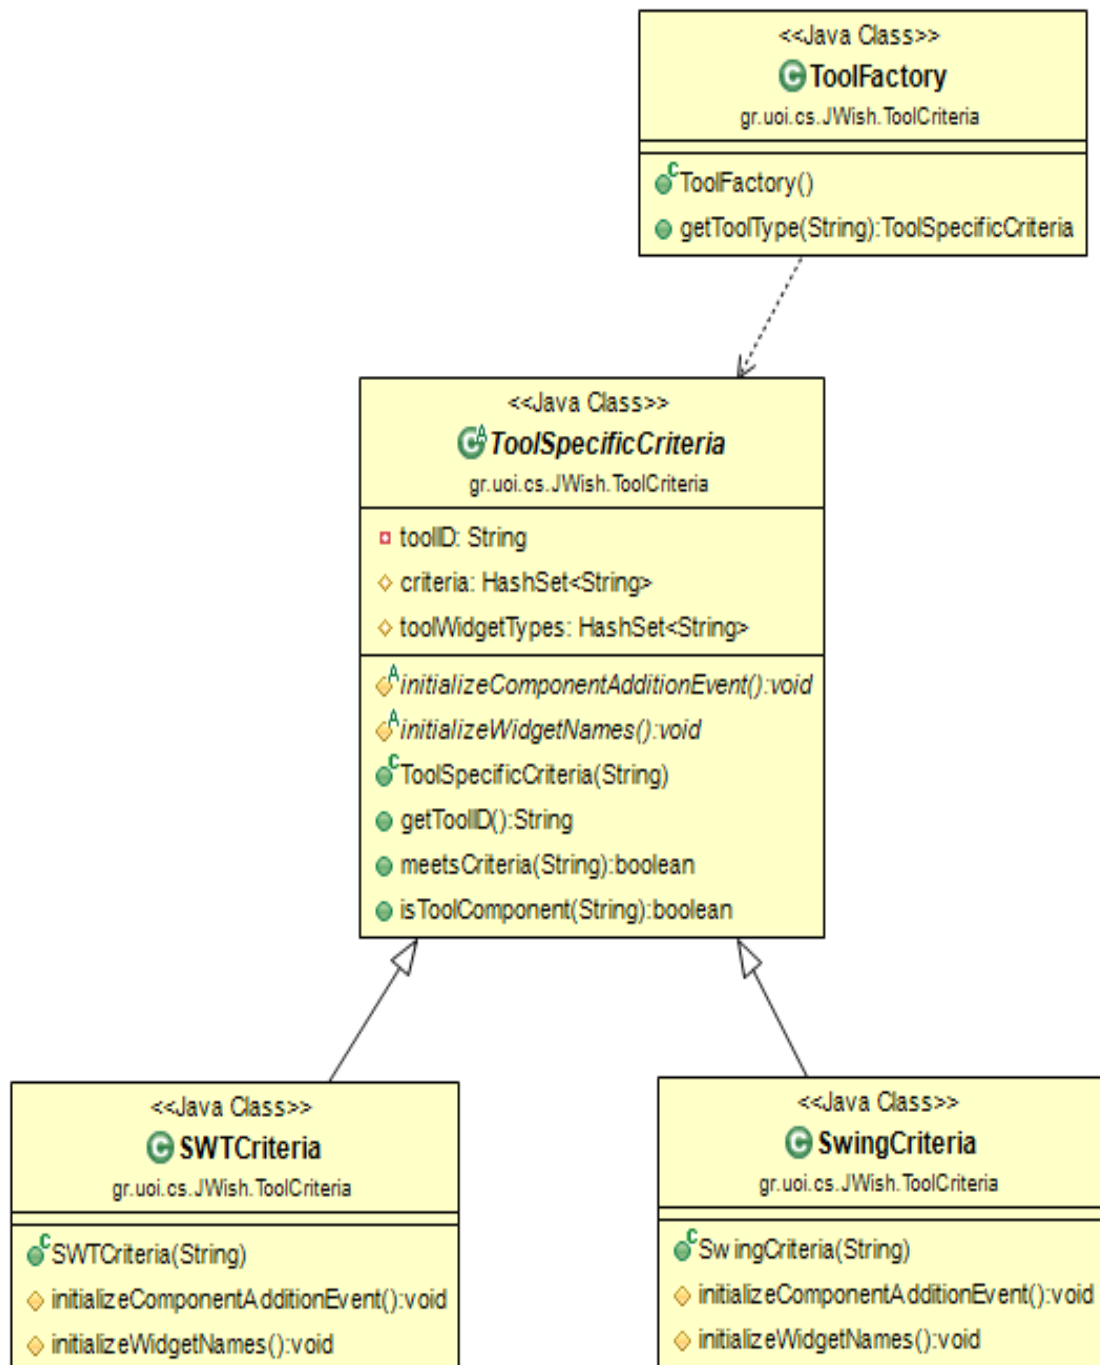 <<Java Class>>
ToolFactory
gr.uoi.cs.JWish.ToolCriteria
ToolFactory()
getToolType(String):ToolSpecificCriteria
<<Java Class>>
ToolSpecificCriteria
gr.uoi.cs.JWish.ToolCriteria
toolID: String
criteria: HashSet<String>
toolWidgetTypes: HashSet<String>
initializeComponentAdditionEvent():void
initializeWidgetNames():void
ToolSpecificCriteria(String)
getToolID():String
meetsCriteria(String):boolean
isToolComponent(String):boolean
<<Java Class>>
SWTCriteria
gr.uoi.cs.JWish.ToolCriteria
SWTCriteria(String)
initializeComponentAdditionEvent():void
initializeWidgetNames():void
<<Java Class>>
SwingCriteria
gr.uoi.cs.JWish.ToolCriteria
SwingCriteria(String)
initializeComponentAdditionEvent():void
initializeWidgetNames():void